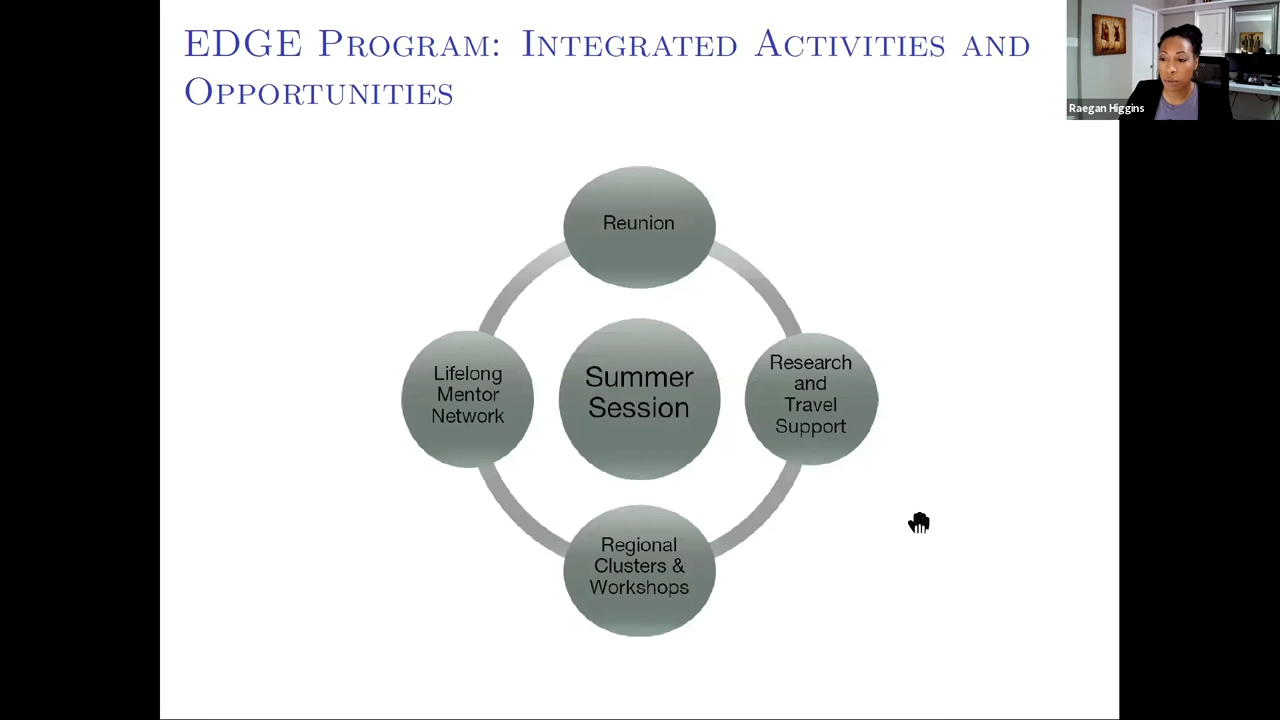 EDGE Program: Integrated Activities and
Opportunities
Raegan Higgins
Reunion
Lifelong
Mentor
Network
Summer
Session
Research
and
Travel
Support
Regional
Clusters &
Workshops